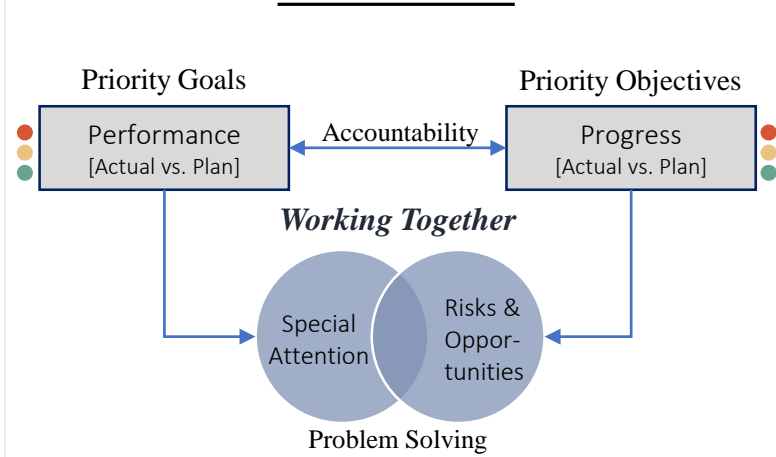 Priority Goals
Priority Objectives
Performance
[Actual vs. Plan]
Accountability
Progress
[Actual vs. Plan]
Working Together
Special
Attention
Risks &
Oppor-
tunities
Problem Solving